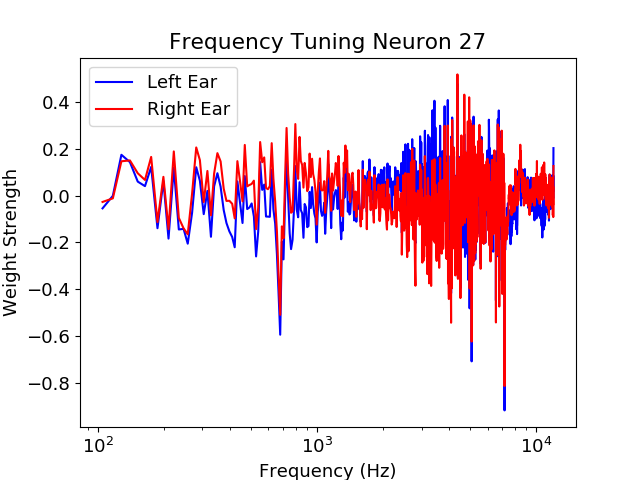 Frequency Tuning Neuron 27
Left Ear
Right Ear
0.4
0.2
0.0
−0.2
−0.4
−0.6
−0.8
Weight Strength
10²
10³
10⁴
Frequency (Hz)